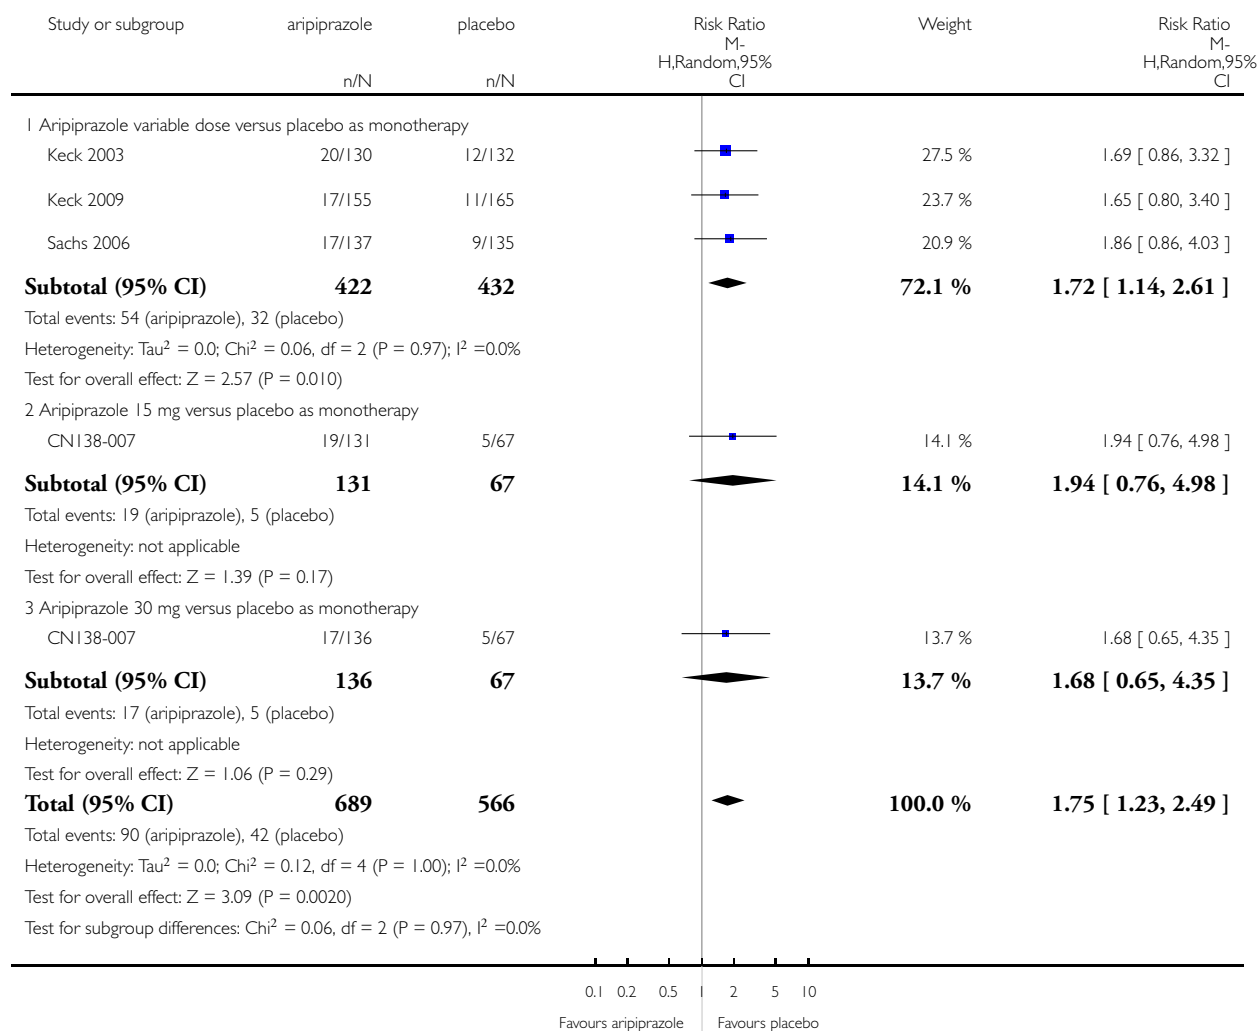 Study or subgroup aripiprazole placebo Risk Ratio Weight Risk Ratio
M- M-
H,Random,95% H,Random,95%
n/N n/N CI CI
1 Aripiprazole variable dose versus placebo as monotherapy
Keck 2003 20/130 12/132 27.5 % 1.69 [ 0.86, 3.32 ]
Keck 2009 17/155 11/165 23.7 % 1.65 [ 0.80, 3.40 ]
Sachs 2006 17/137 9/135 20.9 % 1.86 [ 0.86, 4.03 ]
Subtotal (95% CI) 422 432 72.1 % 1.72 [ 1.14, 2.61 ]
Total events: 54 (aripiprazole), 32 (placebo)
Heterogeneity: Tau² = 0.0; Chi² = 0.06, df = 2 (P = 0.97); I² =0.0%
Test for overall effect: Z = 2.57 (P = 0.010)
2 Aripiprazole 15 mg versus placebo as monotherapy
CN138-007 19/131 5/67 14.1 % 1.94 [ 0.76, 4.98 ]
Subtotal (95% CI) 131 67 14.1 % 1.94 [ 0.76, 4.98 ]
Total events: 19 (aripiprazole), 5 (placebo)
Heterogeneity: not applicable
Test for overall effect: Z = 1.39 (P = 0.17)
3 Aripiprazole 30 mg versus placebo as monotherapy
CN138-007 17/136 5/67 13.7 % 1.68 [ 0.65, 4.35 ]
Subtotal (95% CI) 136 67 13.7 % 1.68 [ 0.65, 4.35 ]
Total events: 17 (aripiprazole), 5 (placebo)
Heterogeneity: not applicable
Test for overall effect: Z = 1.06 (P = 0.29)
Total (95% CI) 689 566 100.0 % 1.75 [ 1.23, 2.49 ]
Total events: 90 (aripiprazole), 42 (placebo)
Heterogeneity: Tau² = 0.0; Chi² = 0.12, df = 4 (P = 1.00); I² =0.0%
Test for overall effect: Z = 3.09 (P = 0.0020)
Test for subgroup differences: Chi² = 0.06, df = 2 (P = 0.97), I² =0.0%
0.1 0.2 0.5 1 2 5 10
Favours aripiprazole Favours placebo